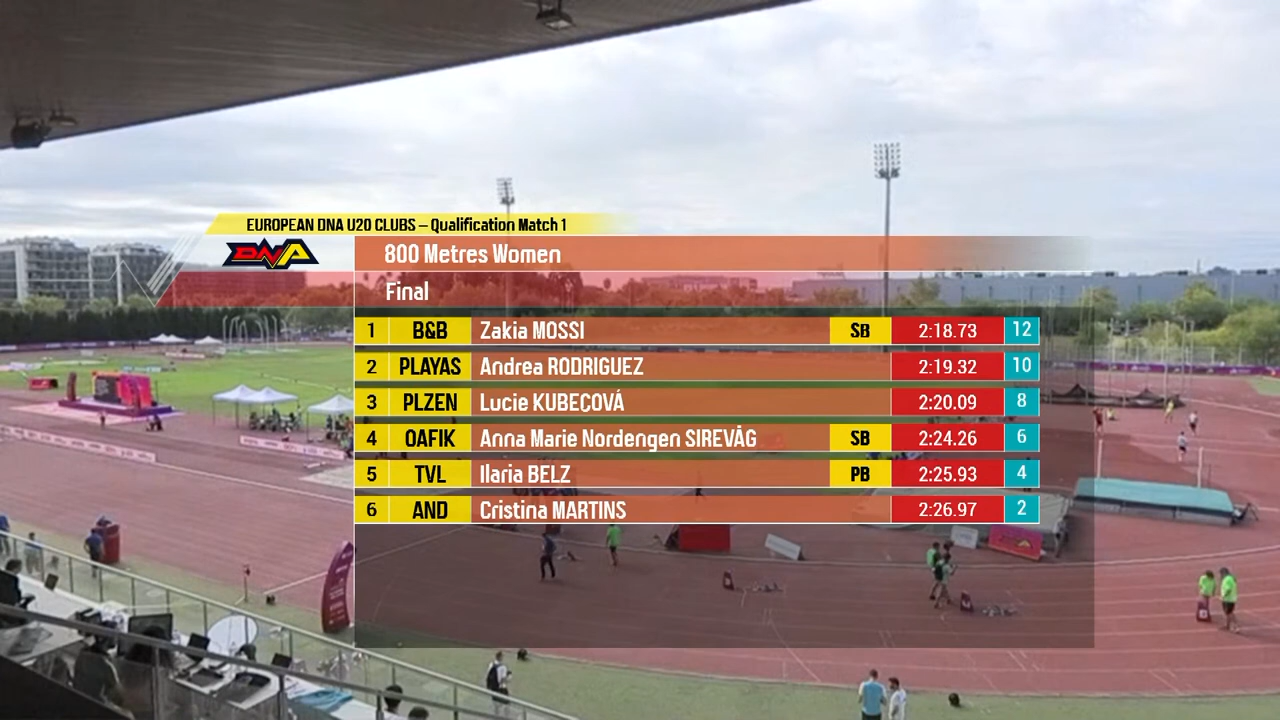 EUROPEAN DNA U20 CLUBS – Qualification Match 1
DNA
800 Metres Women
Final
1 B&B Zakia MOSSI SB 2:18.73 12
2 PLAYAS Andrea RODRIGUEZ 2:19.32 10
3 PLZEN Lucie KUBEÇOVÁ 2:20.09 8
4 OAFIK Anna Marie Nordengen SIREVÅG SB 2:24.26 6
5 TVL Ilaria BELZ PB 2:25.93 4
6 AND Cristina MARTINS 2:26.97 2